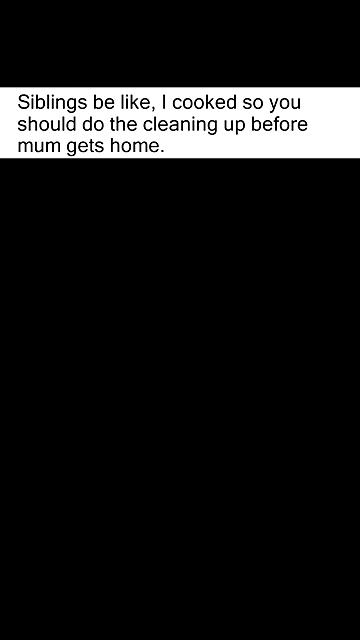 Siblings be like, I cooked so you
should do the cleaning up before
mum gets home.